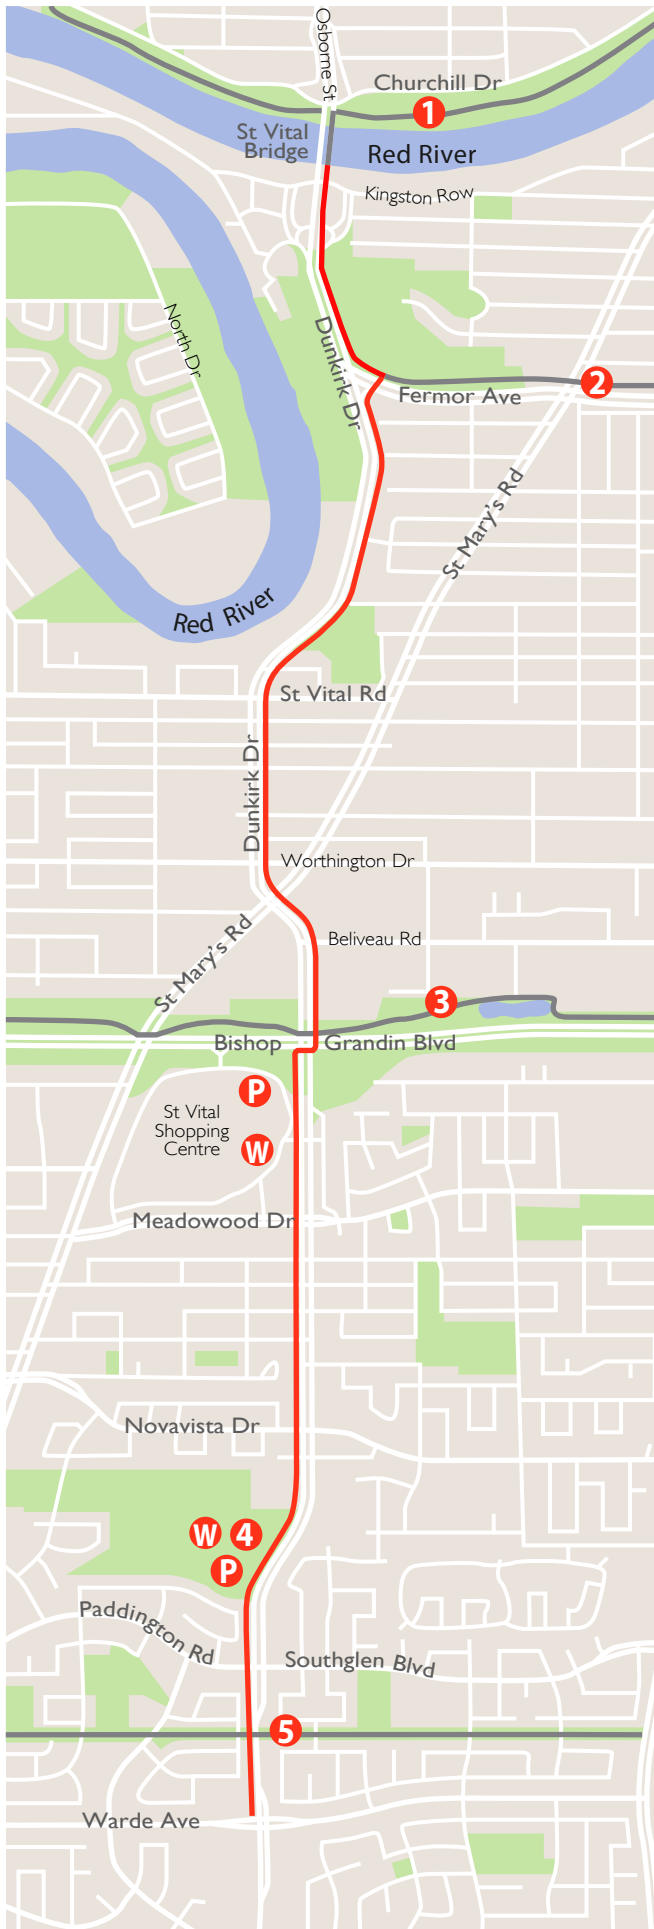 Osborne St
Churchill Dr
1
St Vital
Bridge
Red River
Kingston Row
North Dr
Dunkirk Dr
2
Fermor Ave
St Mary's Rd
Red River
St Vital Rd
Dunkirk Dr
Worthington Dr
St Mary's Rd
Beliveau Rd
3
Bishop Grandin Blvd
P
St Vital
Shopping
Centre
W
Meadowood Dr
Novavista Dr
W 4
P
Paddington Rd
Southglen Blvd
5
Warde Ave